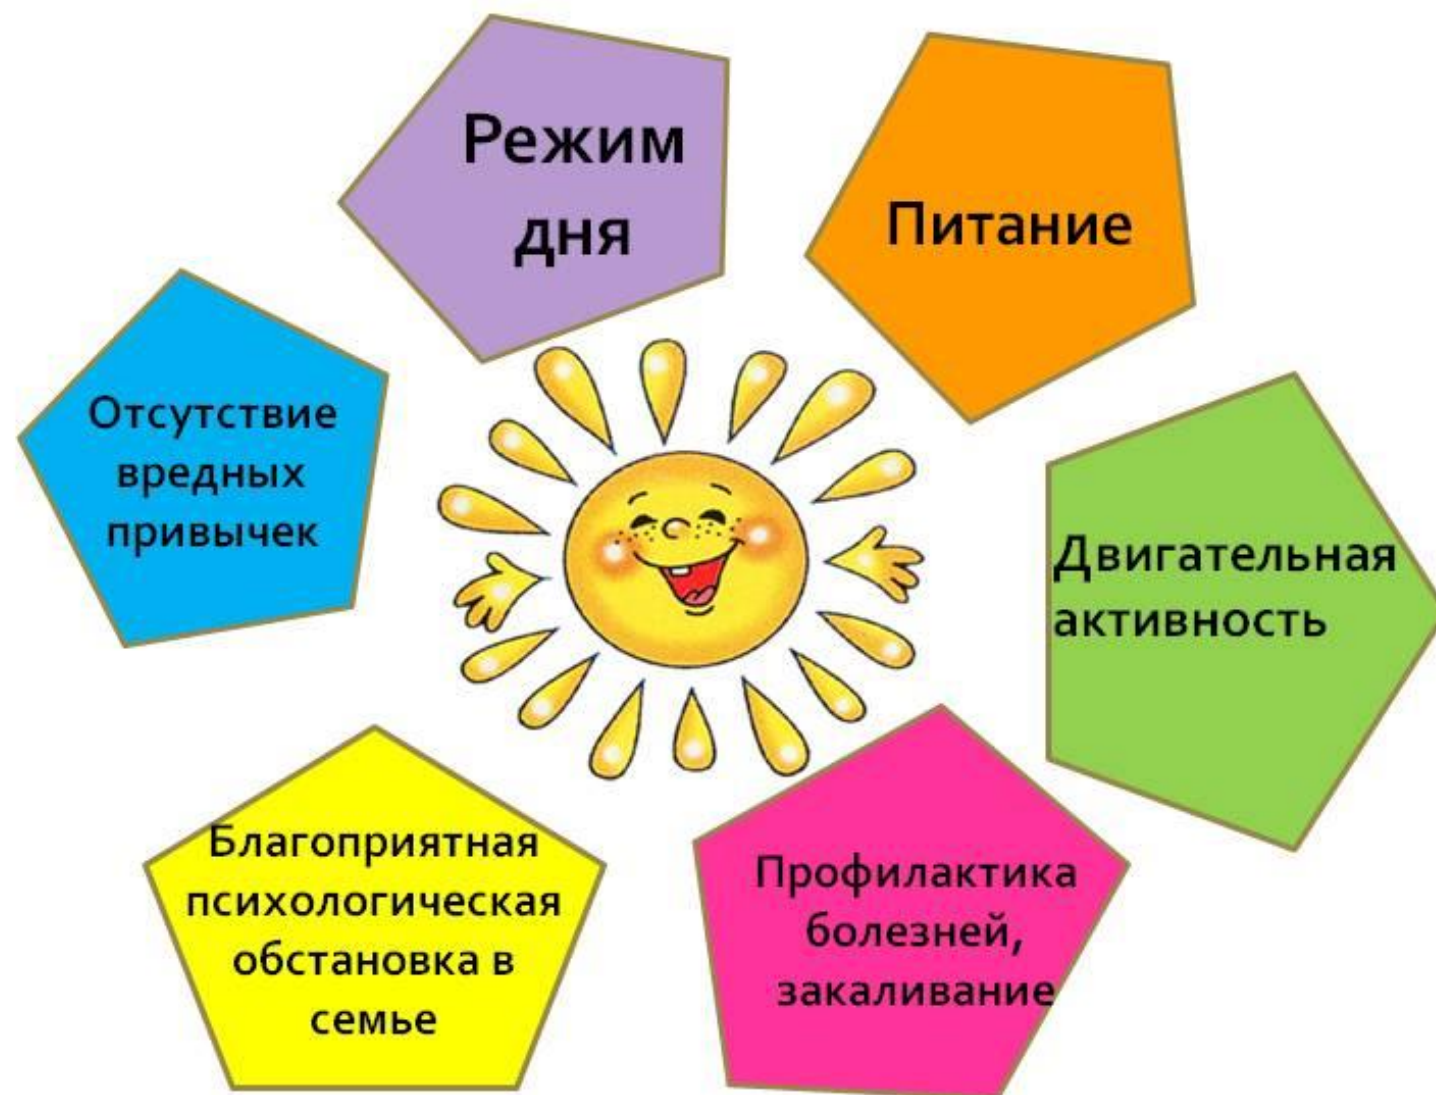 Режим
дня
Питание
Отсутствие
вредных
привычек
Двигательная
активность
Благоприятная
психологическая
обстановка в
семье
Профилактика
болезней,
закаливание